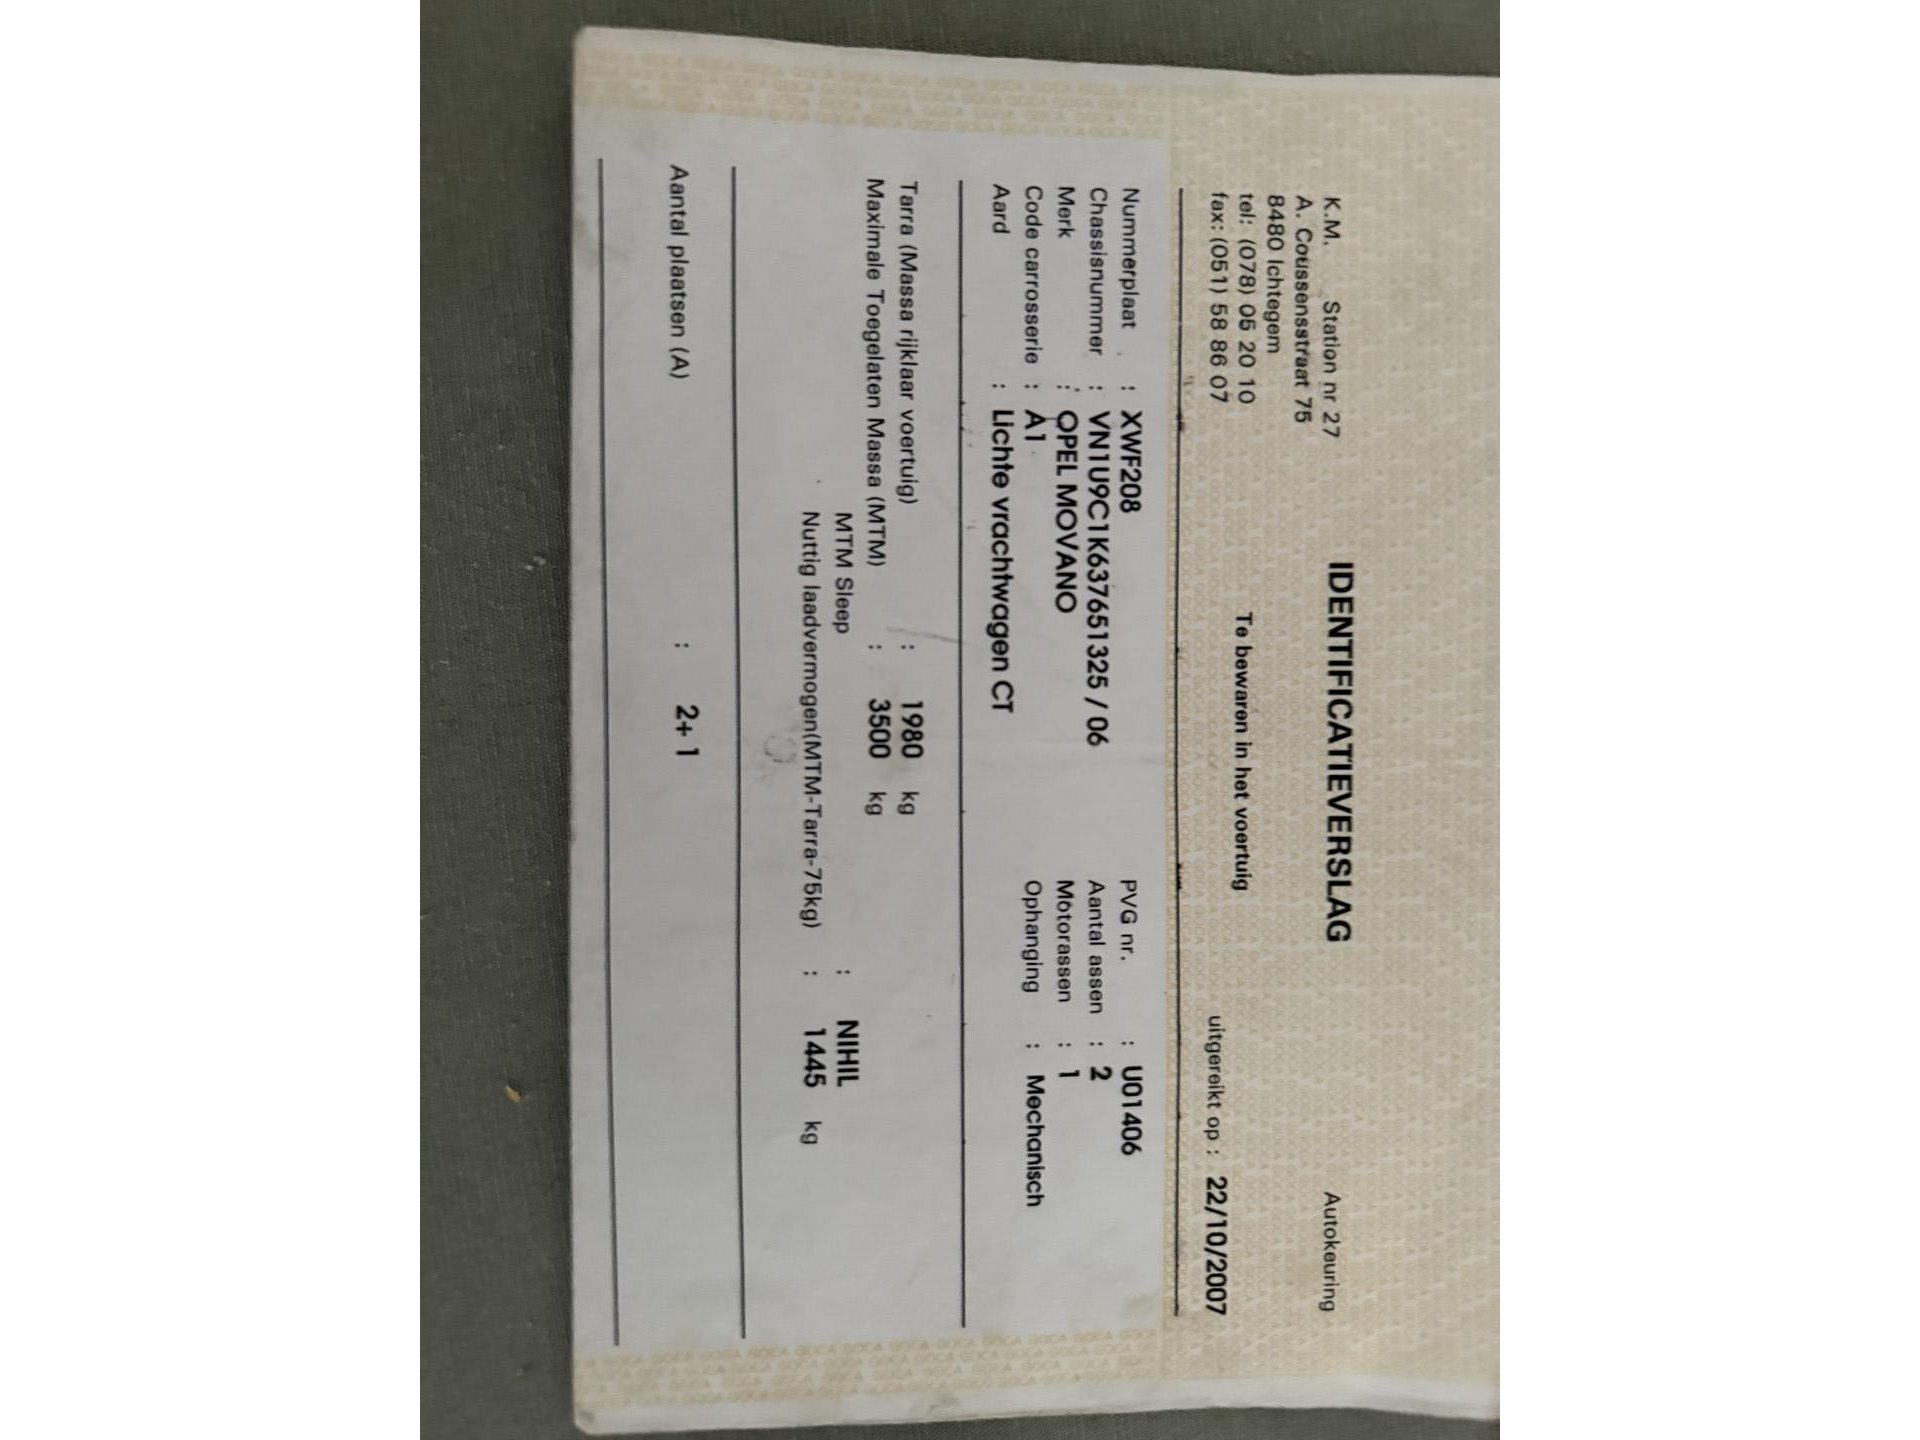 K.M. Station nr 27 IDENTIFICATIEVERSLAG Autokeuring
A. Coussensstraat 75
8480 Ichtegem
tel: (078) 05 20 10 Te bewaren in het voertuig
fax: (051) 58 86 07 uitgereikt op : 22/10/2007
Nummerplaat : XWF208 PVG nr. : U01406
Chassisnummer : VN1U9C1K637651325 / 06 Aantal assen : 2
Merk : OPEL MOVANO Motorassen : 1
Code carrosserie : A1 Ophanging : Mechanisch
Aard : Lichte vrachtwagen CT
Tarra (Massa rijklaar voertuig) : 1980 kg
Maximale Toegelaten Massa (MTM) : 3500 kg
MTM Sleep : NIHIL
Nuttig laadvermogen(MTM-Tarra-75kg) : 1445 kg
Aantal plaatsen (A) : 2+1